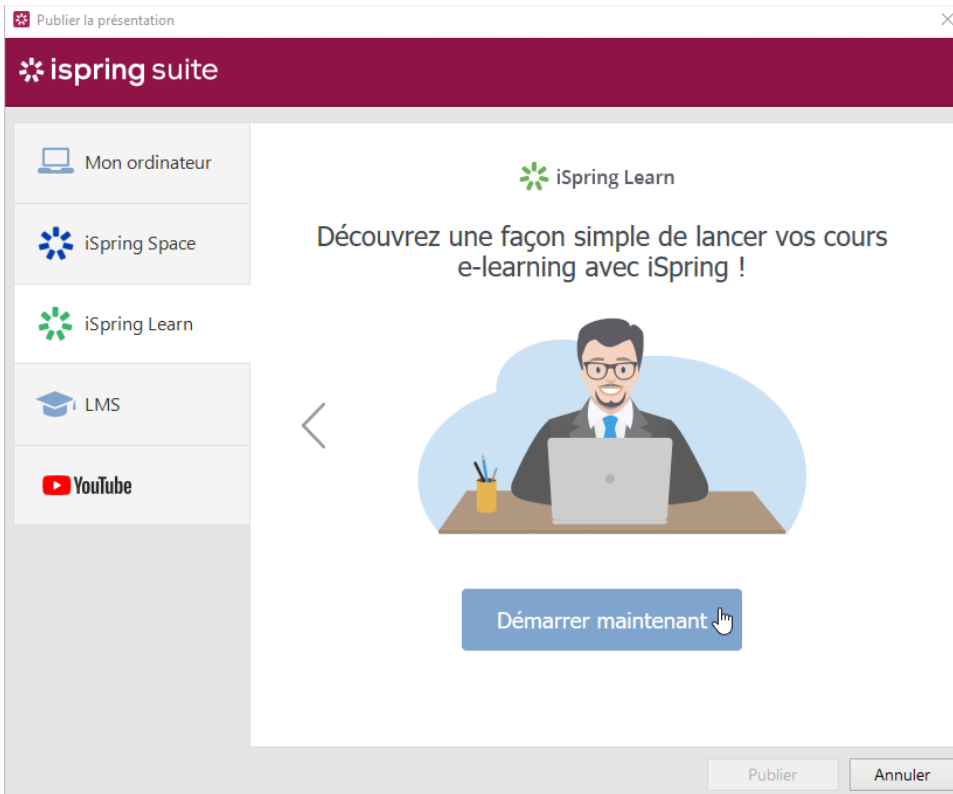 Publier la présentation
ispring suite
Mon ordinateur
iSpring Space
iSpring Learn
LMS
YouTube
iSpring Learn
Découvrez une façon simple de lancer vos cours
e-learning avec iSpring !
Démarrer maintenant
Publier
Annuler